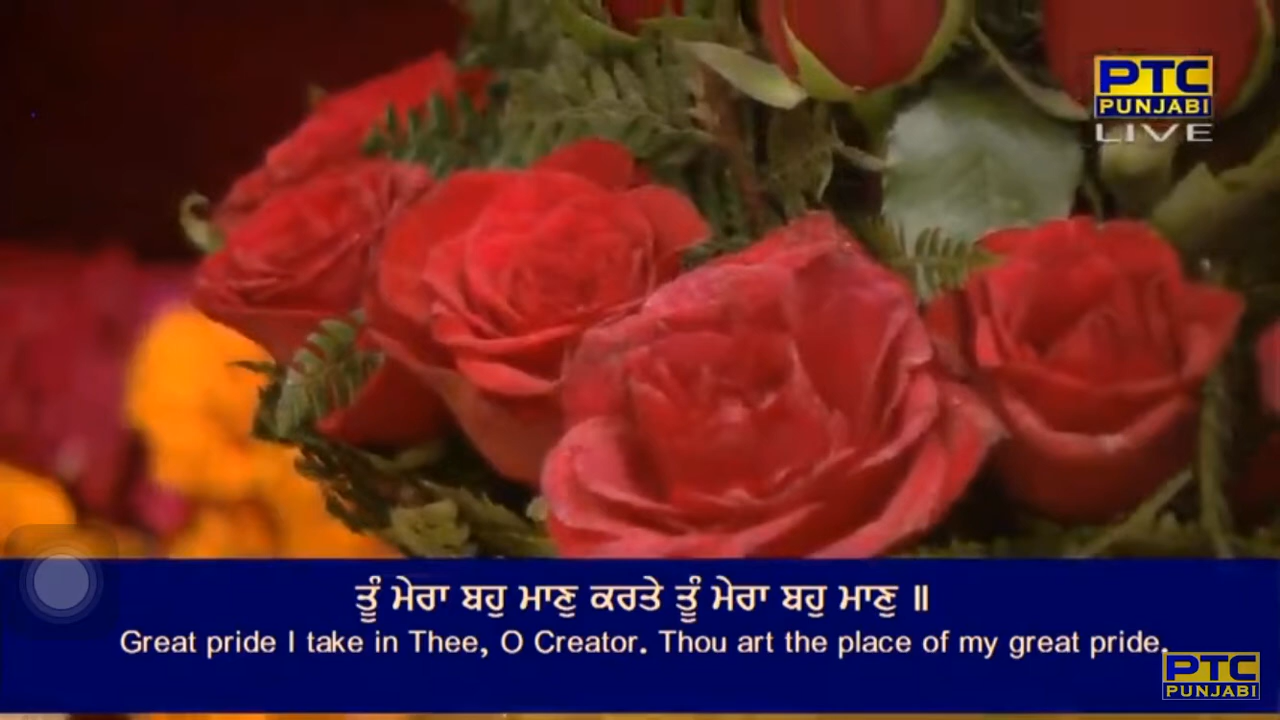 PTC
PUNJABI
LIVE
ਤੂੰ ਮੇਰਾ ਬਹੁ ਮਾਣੁ ਕਰਤੇ ਤੂੰ ਮੇਰਾ ਬਹੁ ਮਾਣੁ ॥
Great pride I take in Thee, O Creator. Thou art the place of my great pride.
PTC
PUNJABI